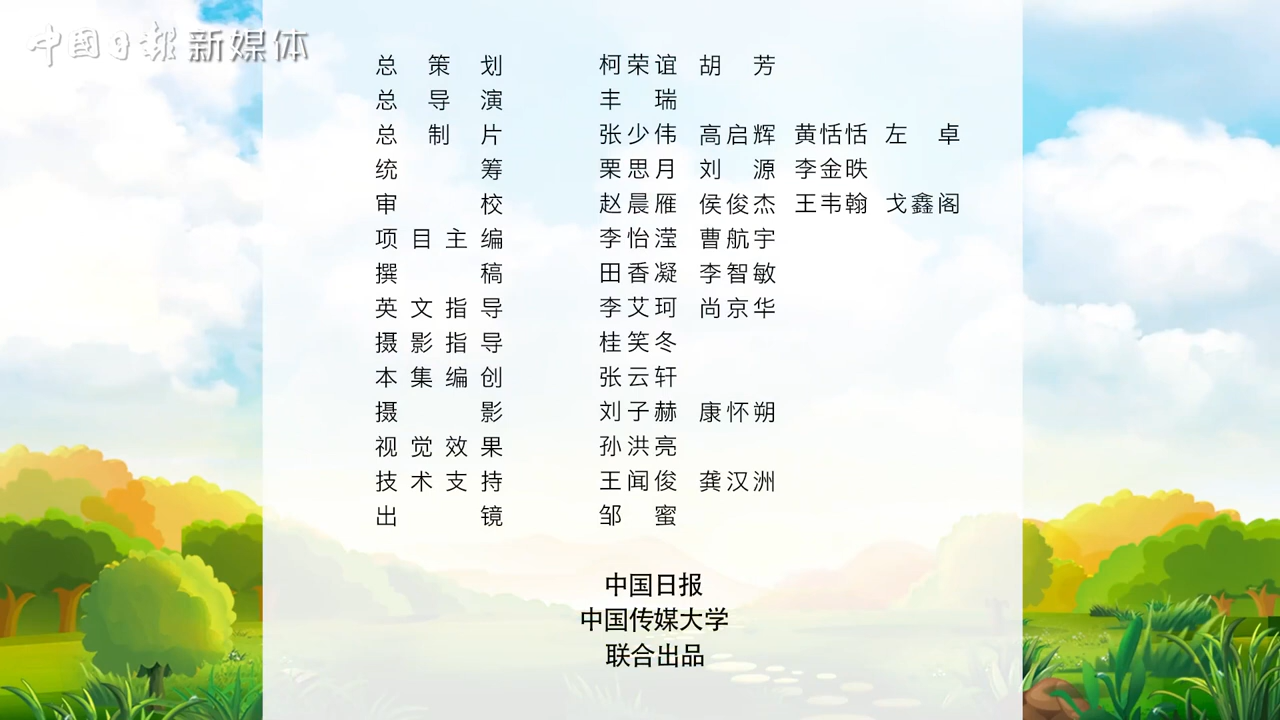 中国日報 新媒体
总策划 柯荣谊 胡芳
总导演 丰瑞
总制片 张少伟 高启辉 黄恬恬 左卓
统筹 栗思月 刘源 李金昳
审校 赵晨雁 侯俊杰 王韦翰 戈鑫阁
项目主编 李怡滢 曹航宇
撰稿 田香凝 李智敏
英文指导 李艾珂 尚京华
摄影指导 桂笑冬
本集编创 张云轩
摄影 刘子赫 康怀朔
视觉效果 孙洪亮
技术支持 王闻俊 龚汉洲
出镜 邹蜜
中国日报
中国传媒大学
联合出品